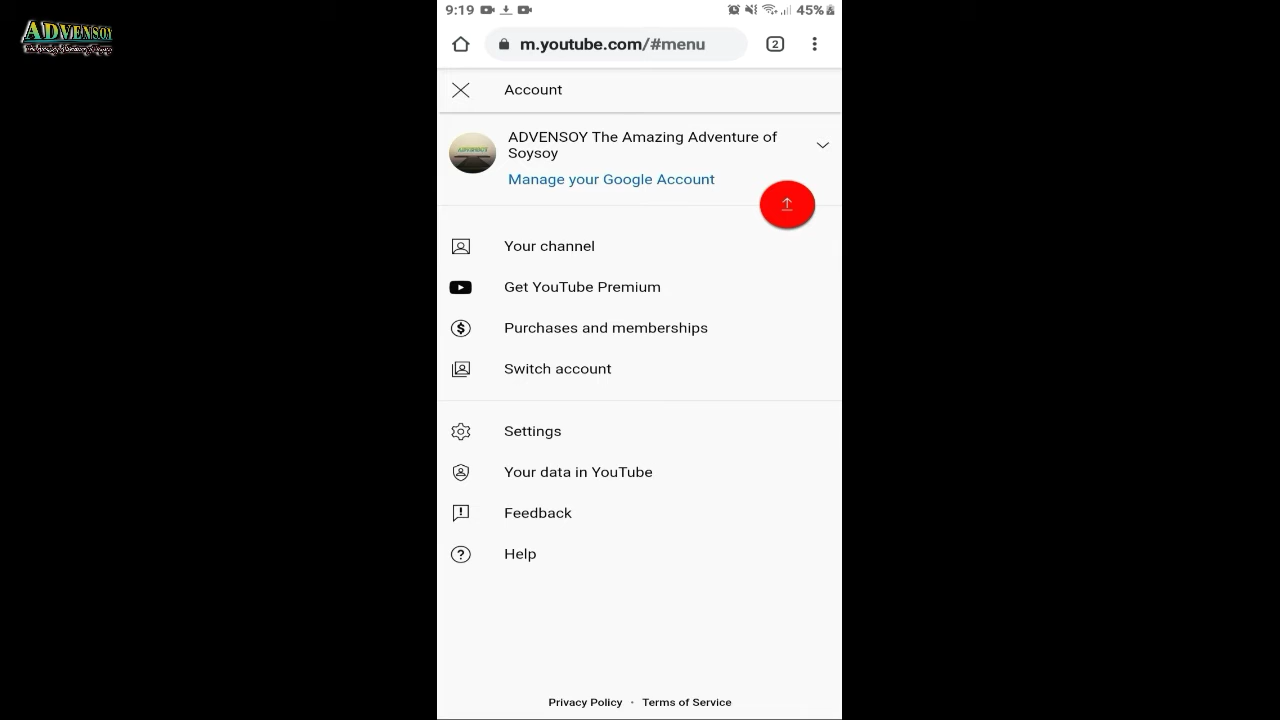 ADVENSOY
9:19
45%
m.youtube.com/#menu
2
Account
ADVENSOY The Amazing Adventure of
Soysoy
Manage your Google Account
Your channel
Get YouTube Premium
Purchases and memberships
Switch account
Settings
Your data in YouTube
Feedback
Help
Privacy Policy • Terms of Service